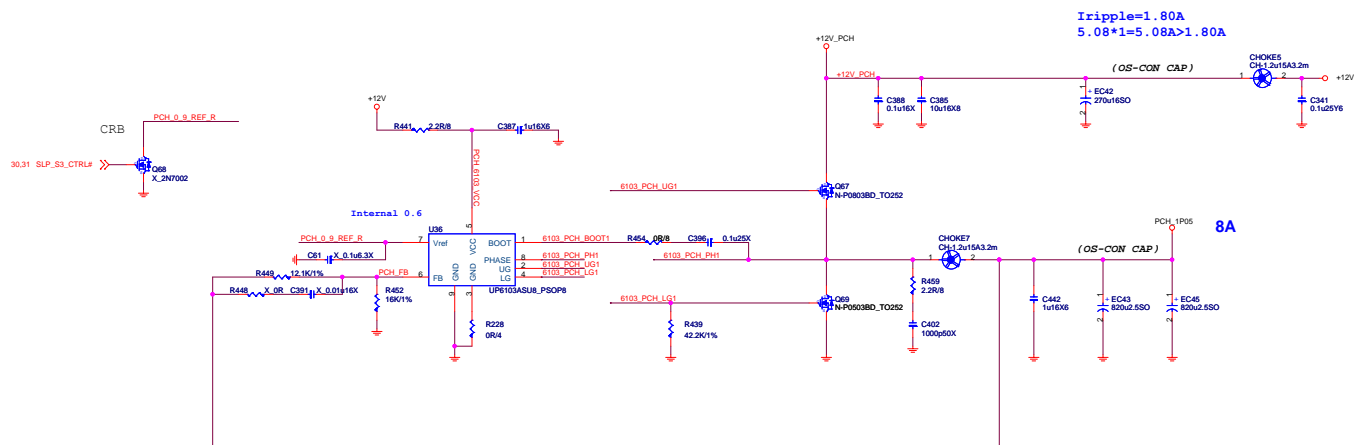 Iripple=1.80A
5.08*1=5.08A>1.80A
+12V_PCH
CHOKE5
CH-1.2u15A3.2m
+12V_PCH
(OS-CON CAP)
1
2
+12V
C388
0.1u16X
C385
10u16X8
1
+
EC42
270u16SO
2
C341
0.1u25Y6
+12V
CRB
PCH_0_9_REF_R
R441
2.2R/8
C387
1u16X6
30,31 SLP_S3_CTRL#
Q68
X_2N7002
PCH_6103_VCC
6103_PCH_UG1
Q67
N-P0803BD_TO252
Internal 0.6
U36
5
PCH_1P05
8A
PCH_0_9_REF_R
7
Vref
VCC
BOOT
1
6103_PCH_BOOT1
R454
0R/8
C396
0.1u25X
C61
X_0.1u6.3X
PHASE
8
6103_PCH_PH1
6103_PCH_PH1
CHOKE7
CH-1.2u15A3.2m
(OS-CON CAP)
1
2
UG
2
6103_PCH_UG1
R449
12.1K/1%
PCH_FB
6
FB
GND
GND
LG
4
6103_PCH_LG1
R448
X_0R
C391
X_0.01u16X
R452
16K/1%
9
3
UP6103ASU8_PSOP8
R459
2.2R/8
6103_PCH_LG1
Q69
N-P0503BD_TO252
C442
1u16X6
1
+
EC43
820u2.5SO
2
1
+
EC45
820u2.5SO
2
R228
0R/4
R439
42.2K/1%
C402
1000p50X